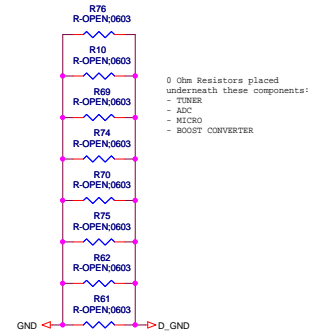 R76
R-OPEN;0603
R10
R-OPEN;0603
0 Ohm Resistors placed
underneath these components:
- TUNER
- ADC
- MICRO
- BOOST CONVERTER
R69
R-OPEN;0603
R74
R-OPEN;0603
R70
R-OPEN;0603
R75
R-OPEN;0603
R62
R-OPEN;0603
R61
R-OPEN;0603
GND
D_GND